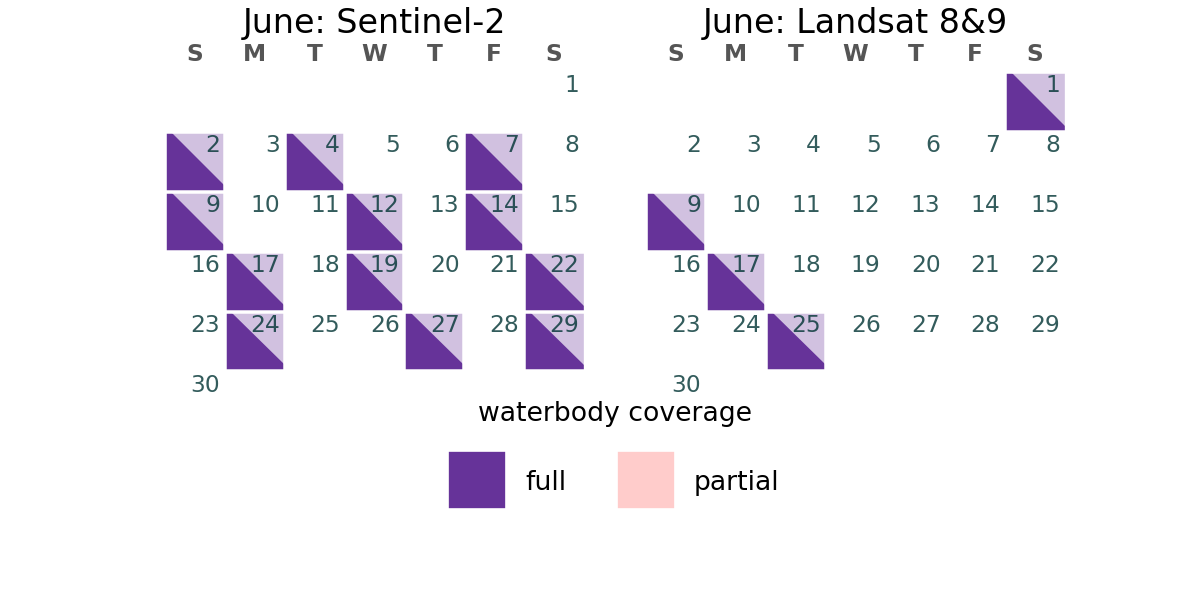 June: Sentinel-2
S M T W T F S
1
2 3 4 5 6 7 8
9 10 11 12 13 14 15
16 17 18 19 20 21 22
23 24 25 26 27 28 29
30
June: Landsat 8&9
S M T W T F S
1
2 3 4 5 6 7 8
9 10 11 12 13 14 15
16 17 18 19 20 21 22
23 24 25 26 27 28 29
30
waterbody coverage
full partial